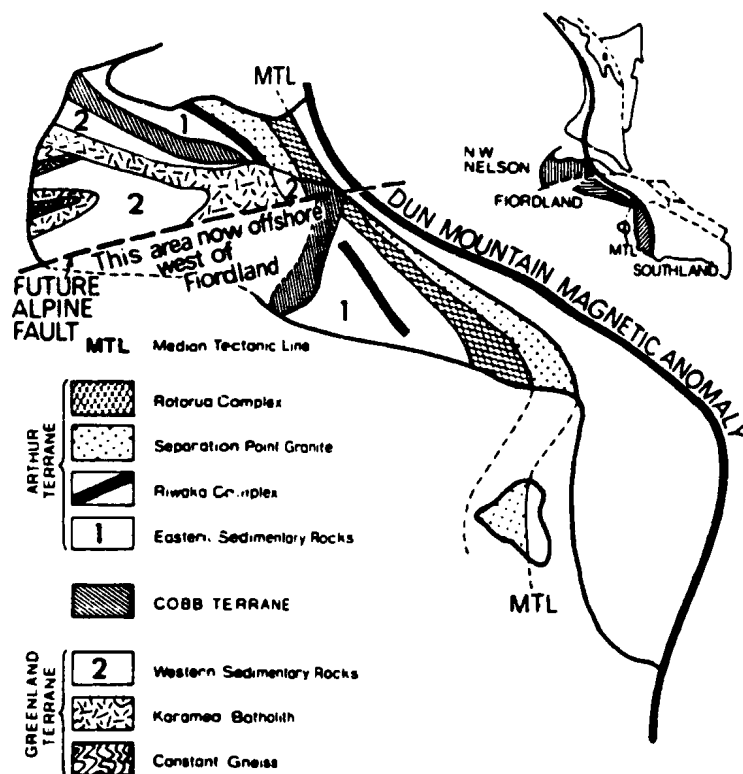 MTL
1
2
2
2
This area now offshore
west of
Fiordland
1
FUTURE
ALPINE
FAULT
DUN MOUNTAIN MAGNETIC ANOMALY
N.W
NELSON
FIORDLAND
MTL
SOUTHLAND
MTL
MTL Median Tectonic Line
ARTHUR
TERRANE
Rotorua Complex
Separation Point Granite
Riwaka
1 Eastern Sedimentary Rocks
COBB TERRANE
GREENLAND
TERRANE
2 Western Sedimentary Rocks
Karamea Batholith
Constant Gneiss